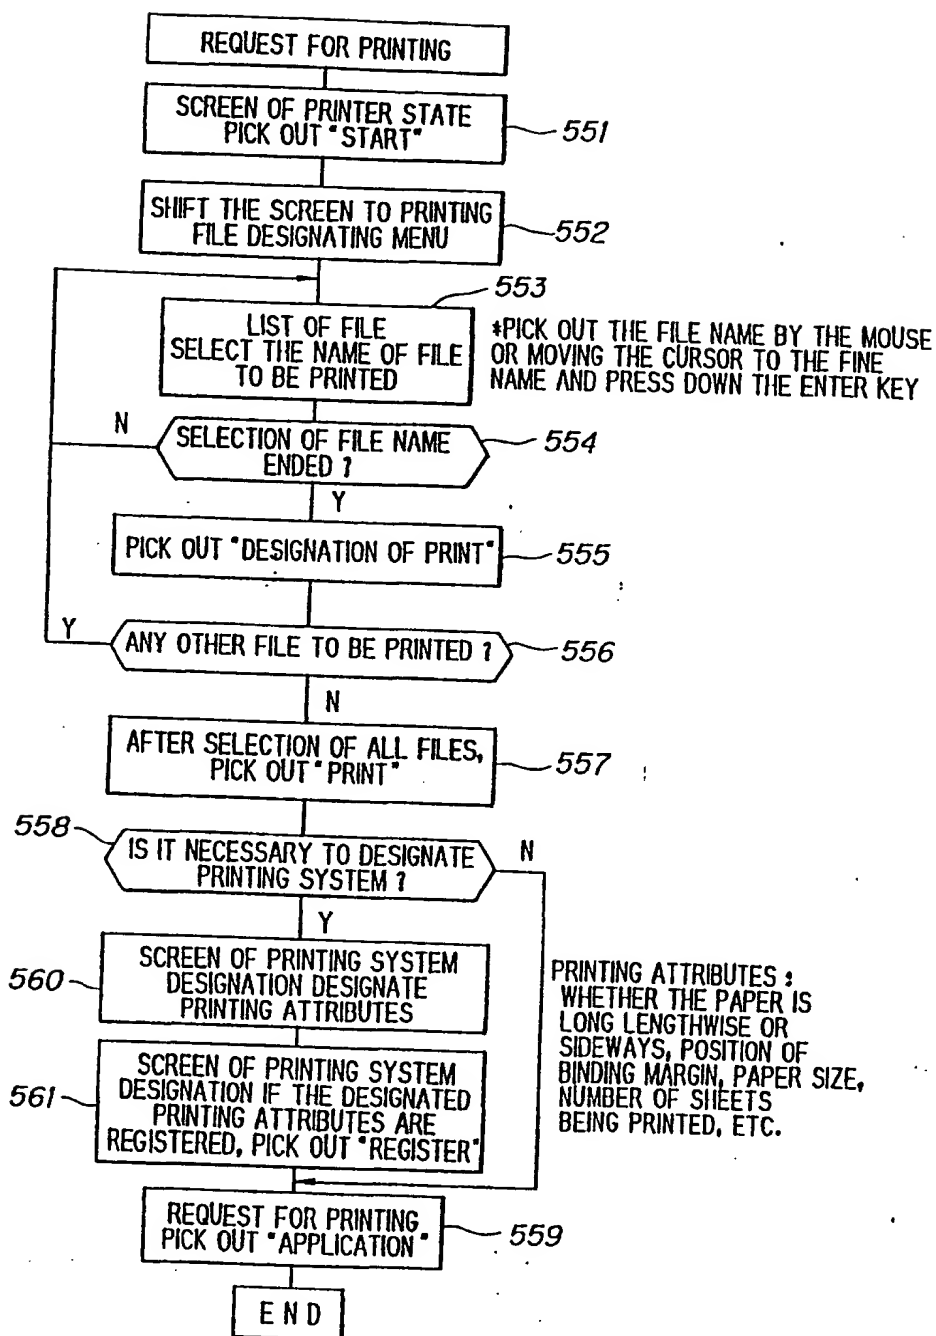 REQUEST FOR PRINTING
SCREEN OF PRINTER STATE
PICK OUT "START"
551
SHIFT THE SCREEN TO PRINTING
FILE DESIGNATING MENU
552
553
LIST OF FILE
SELECT THE NAME OF FILE
TO BE PRINTED
*PICK OUT THE FILE NAME BY THE MOUSE
OR MOVING THE CURSOR TO THE FINE
NAME AND PRESS DOWN THE ENTER KEY
N
SELECTION OF FILE NAME
ENDED ?
554
Y
PICK OUT "DESIGNATION OF PRINT"
555
Y
ANY OTHER FILE TO BE PRINTED ?
556
N
AFTER SELECTION OF ALL FILES,
PICK OUT "PRINT"
557
558
IS IT NECESSARY TO DESIGNATE
PRINTING SYSTEM ?
N
Y
560
SCREEN OF PRINTING SYSTEM
DESIGNATION DESIGNATE
PRINTING ATTRIBUTES
PRINTING ATTRIBUTES :
WHETHER THE PAPER IS
LONG LENGTHWISE OR
SIDEWAYS, POSITION OF
BINDING MARGIN, PAPER SIZE,
NUMBER OF SHEETS
BEING PRINTED, ETC.
561
SCREEN OF PRINTING SYSTEM
DESIGNATION IF THE DESIGNATED
PRINTING ATTRIBUTES ARE
REGISTERED, PICK OUT "REGISTER"
REQUEST FOR PRINTING
PICK OUT "APPLICATION"
559
END